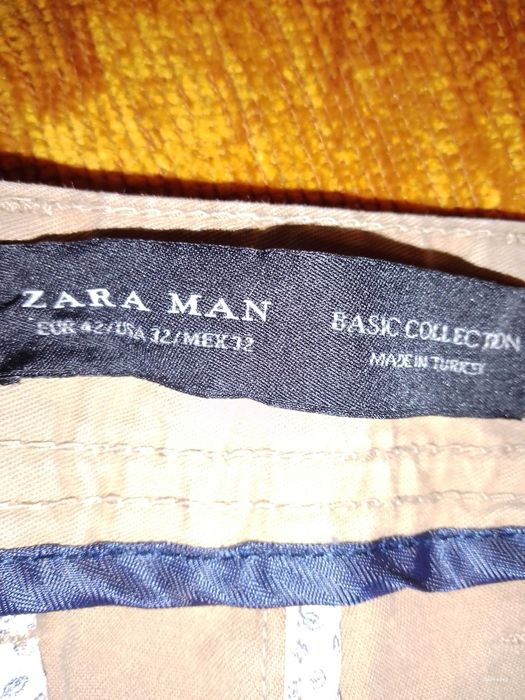 ZARA MAN
EUR 42/USA 32/MEX 32
BASIC COLLECTION
MADE IN TURKEY